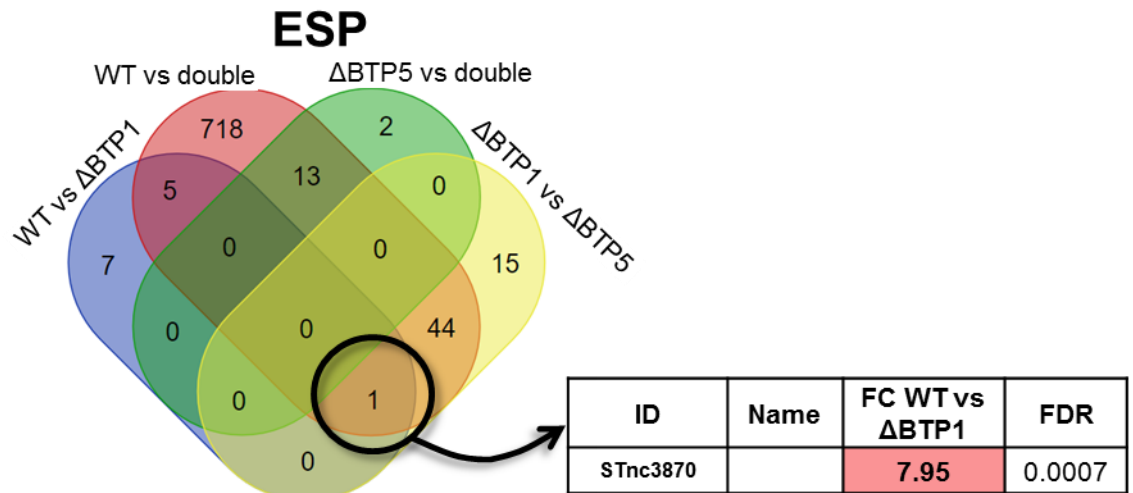 ESP
WT vs double
ΔBTP5 vs double
WT vs ΔBTP1
ΔBTP1 vs ΔBTP5
718
2
5
13
0
7
0
0
15
0
0
44
0
1
0
ID Name FC WT vs ΔBTP1 FDR
STnc3870 7.95 0.0007